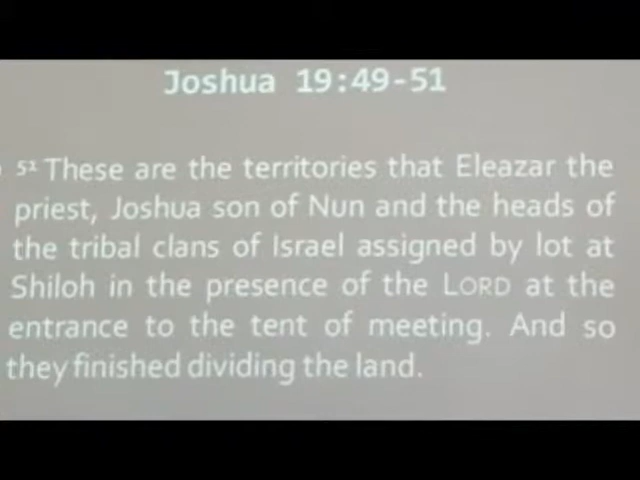 Joshua 19:49-51
51 These are the territories that Eleazar the
priest, Joshua son of Nun and the heads of
the tribal clans of Israel assigned by lot at
Shiloh in the presence of the LORD at the
entrance to the tent of meeting. And so
they finished dividing the land.